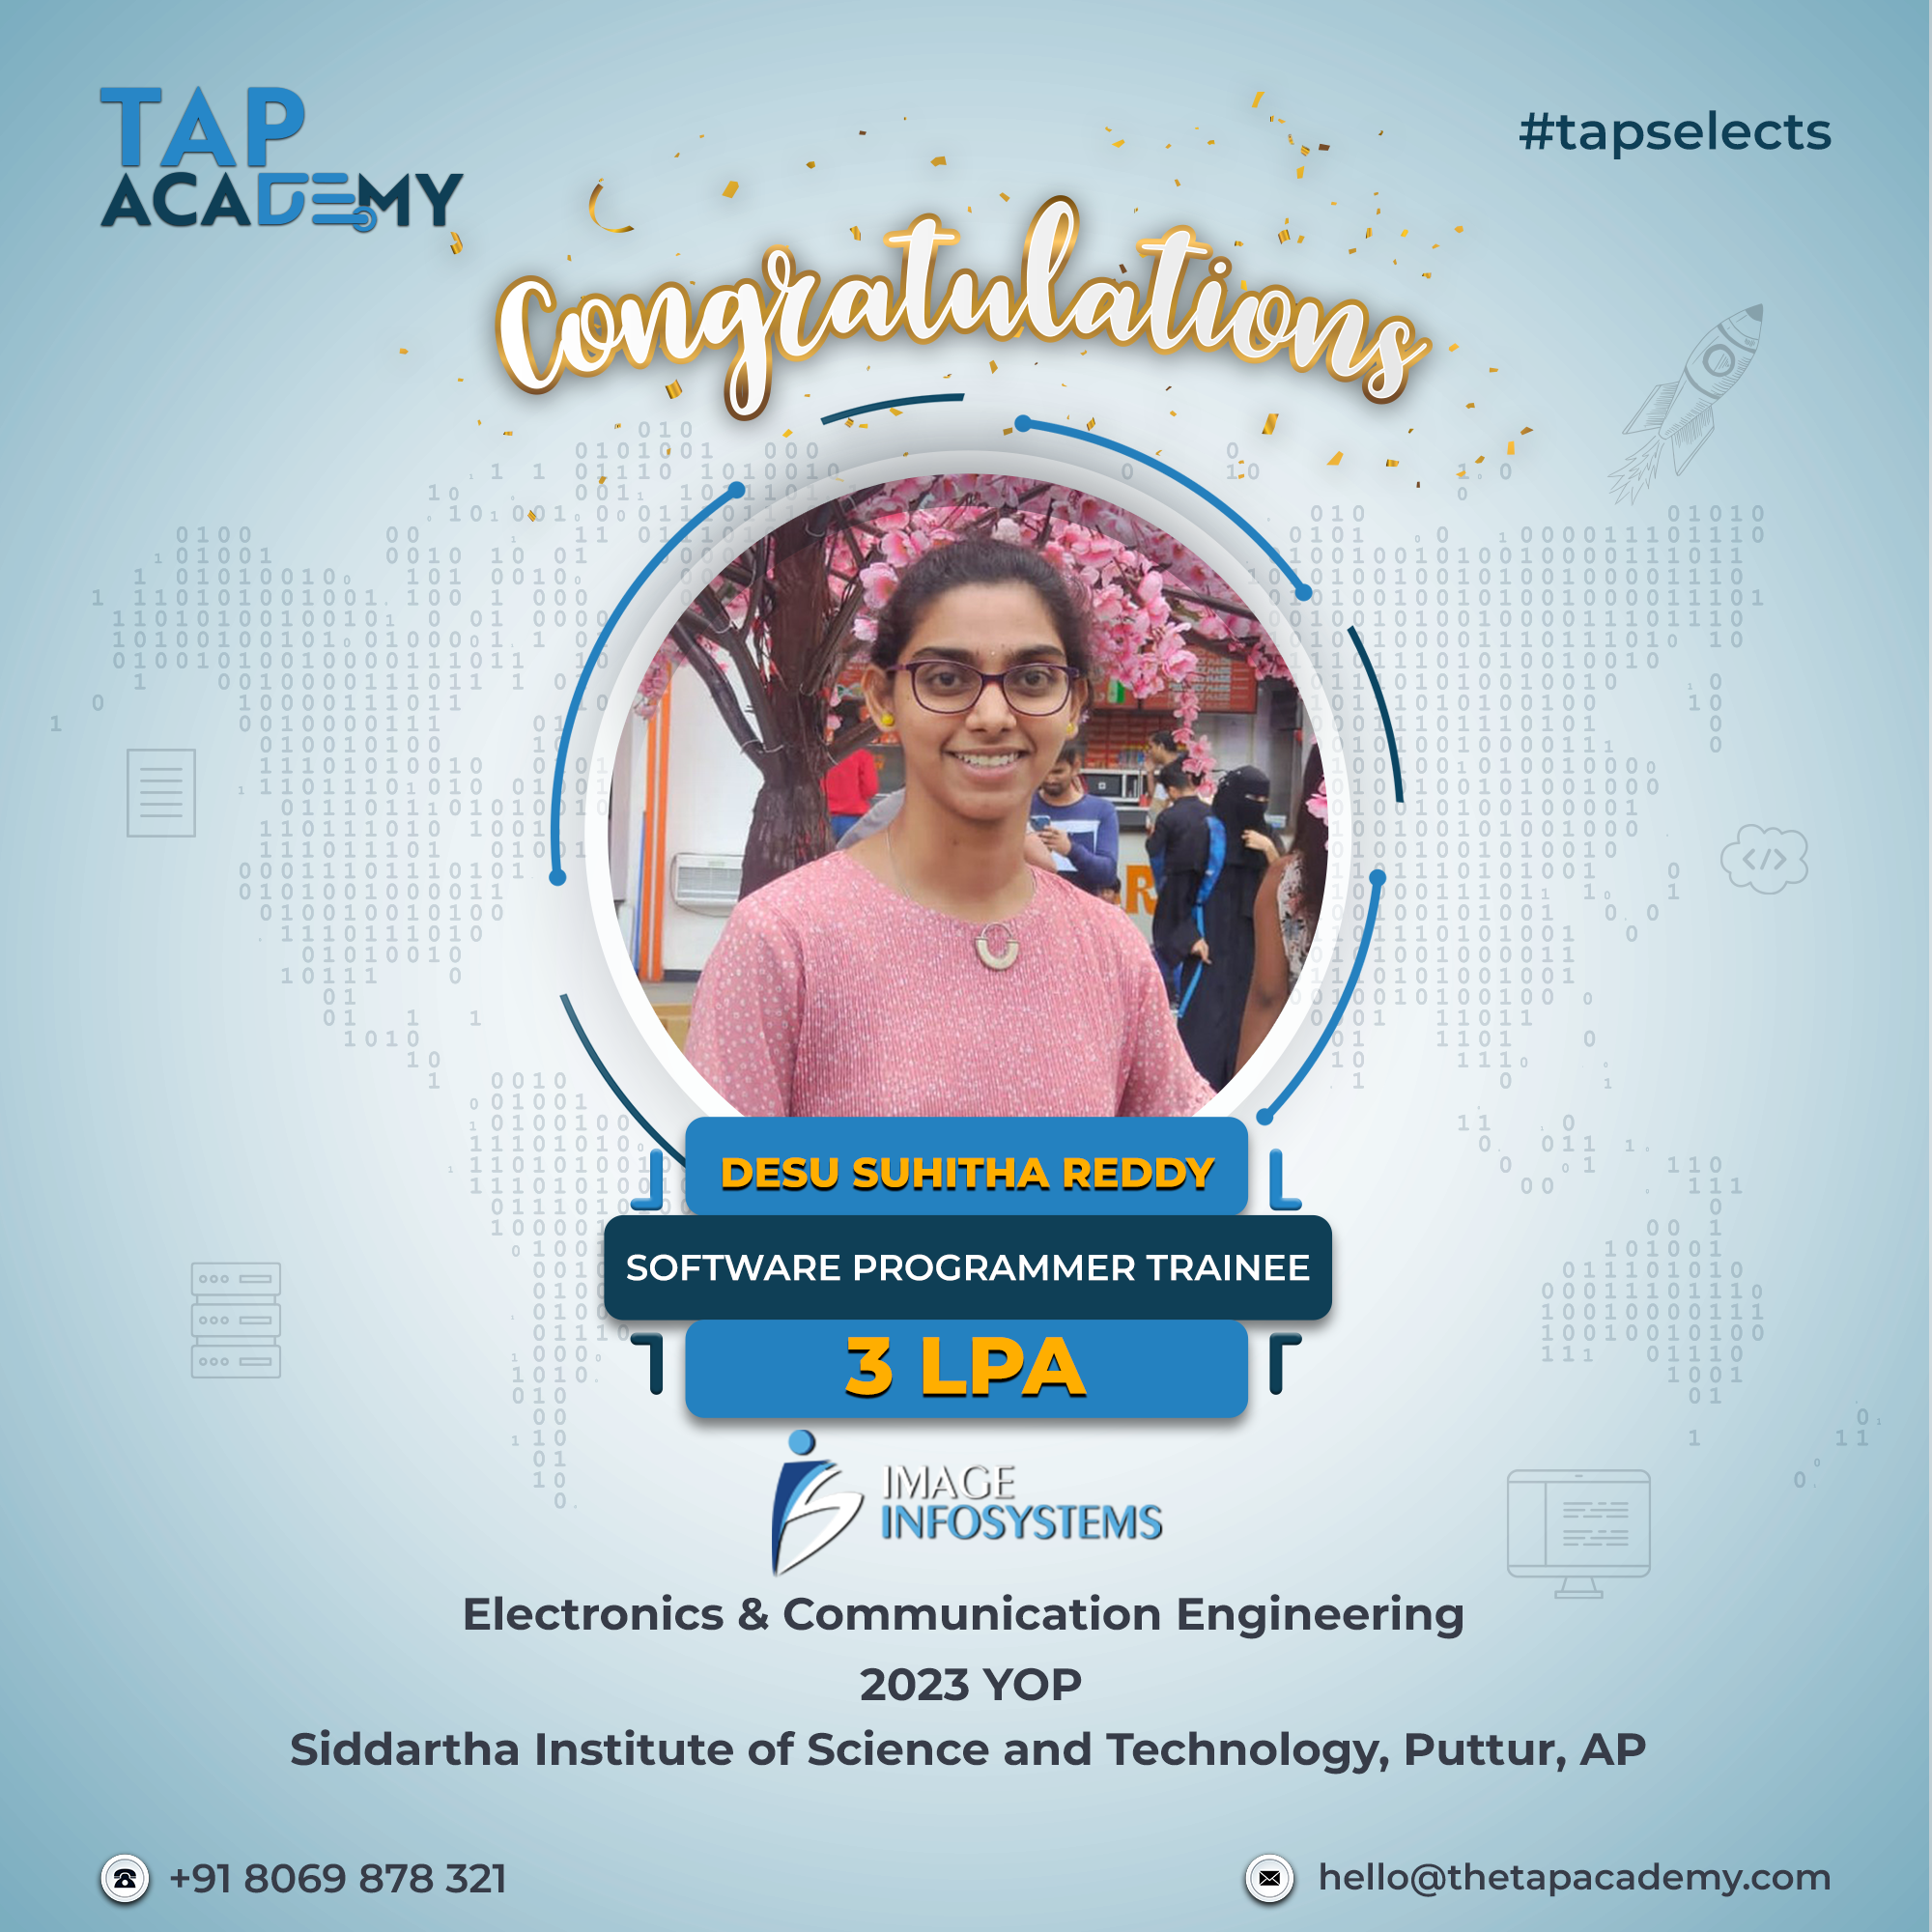 TAP
ACADEMY
#tapselects
Congratulations
DESU SUHITHA REDDY
SOFTWARE PROGRAMMER TRAINEE
3 LPA
IMAGE
INFOSYSTEMS
Electronics & Communication Engineering
2023 YOP
Siddartha Institute of Science and Technology, Puttur, AP
+91 8069 878 321
hello@thetapacademy.com